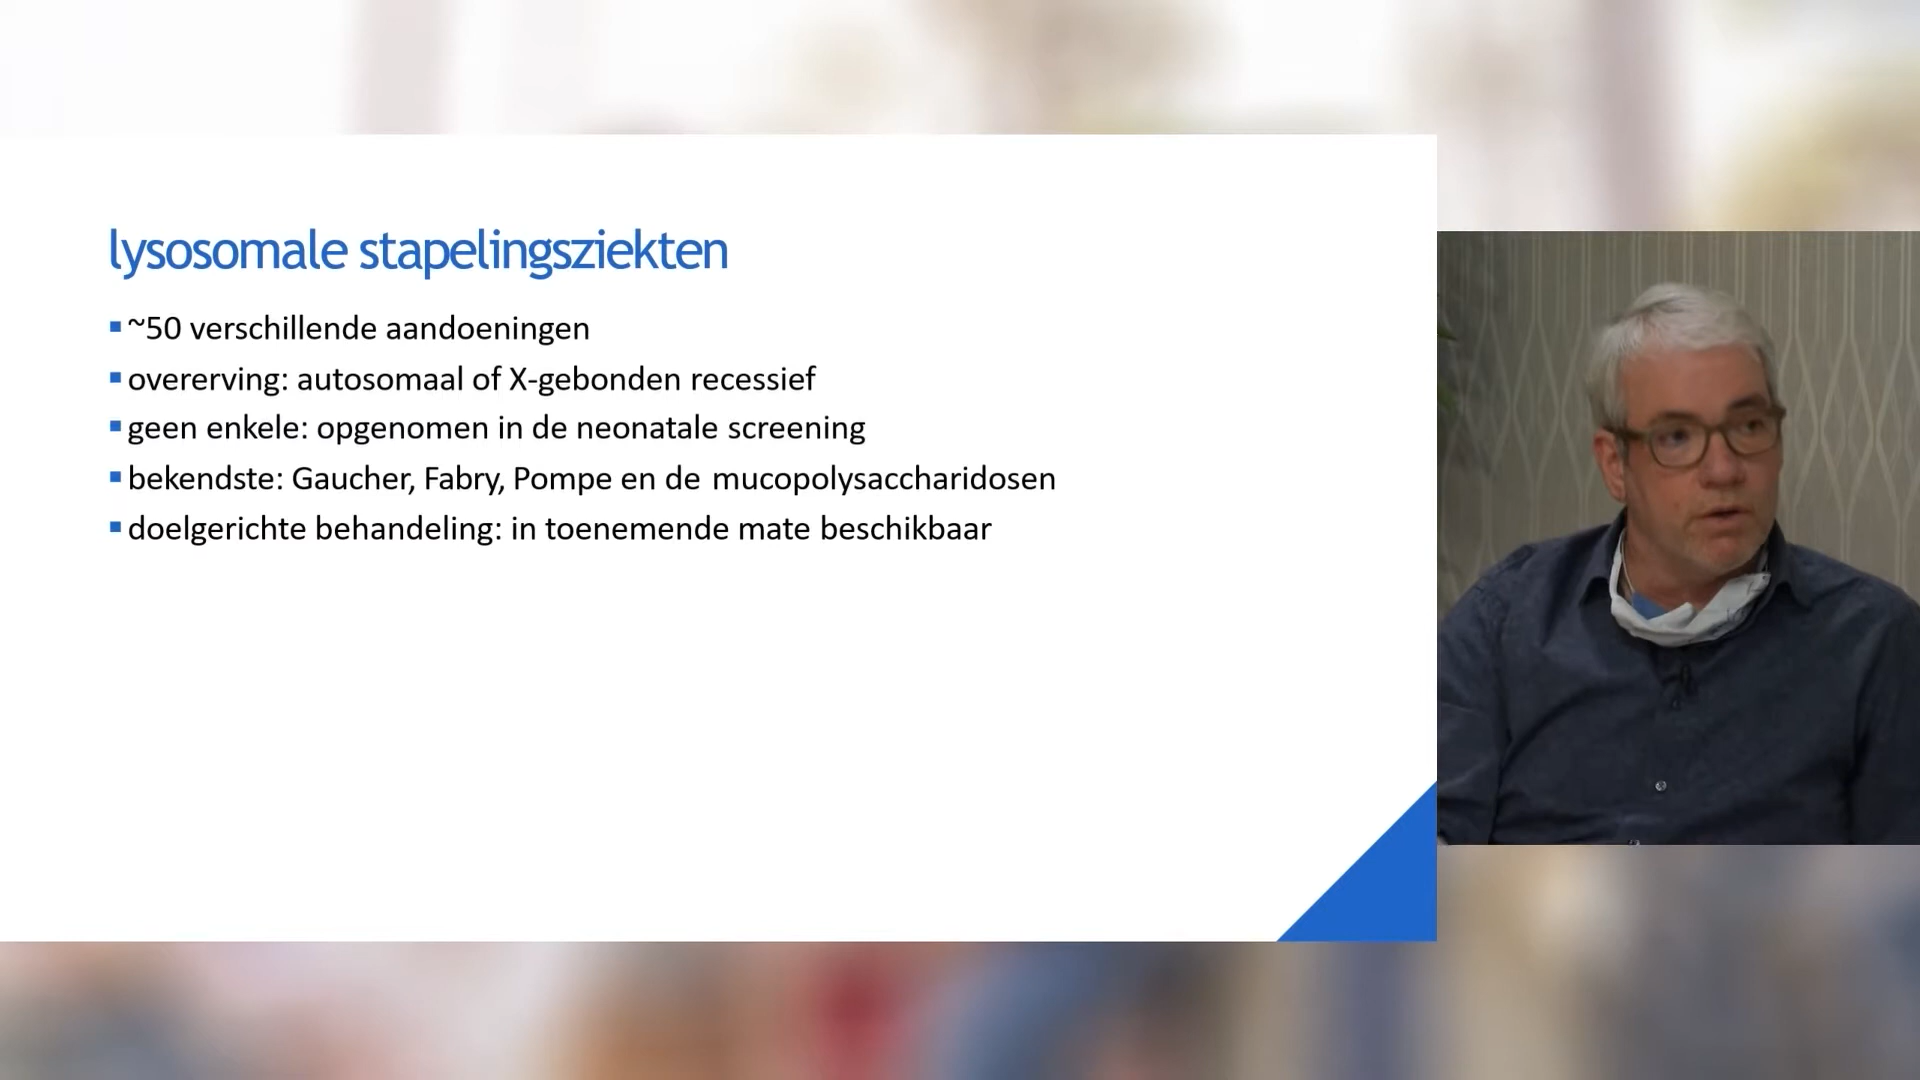 lysosomale stapelingsziekten
~50 verschillende aandoeningen
overerving: autosomaal of X-gebonden recessief
geen enkele: opgenomen in de neonatale screening
bekendste: Gaucher, Fabry, Pompe en de mucopolysaccharidosen
doelgerichte behandeling: in toenemende mate beschikbaar